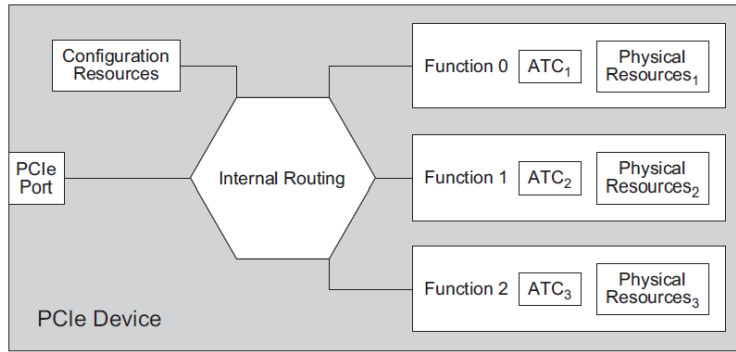 Configuration
Resources
PCIe
Port
Internal Routing
Function 0
ATC1
Physical
Resources1
Function 1
ATC2
Physical
Resources2
Function 2
ATC3
Physical
Resources3
PCIe Device